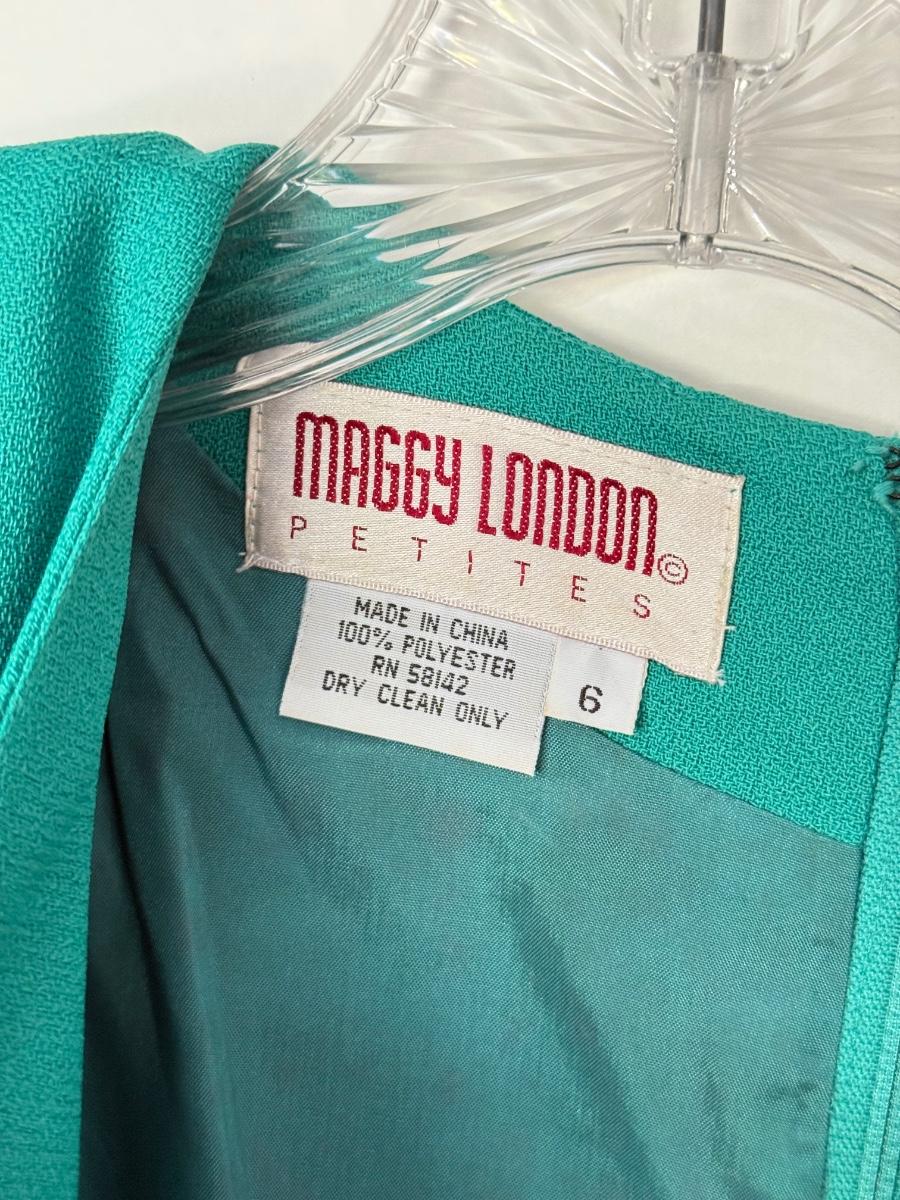 MAGGY LONDON©
PETITES
MADE IN CHINA
100% POLYESTER
RN 58142
DRY CLEAN ONLY
6